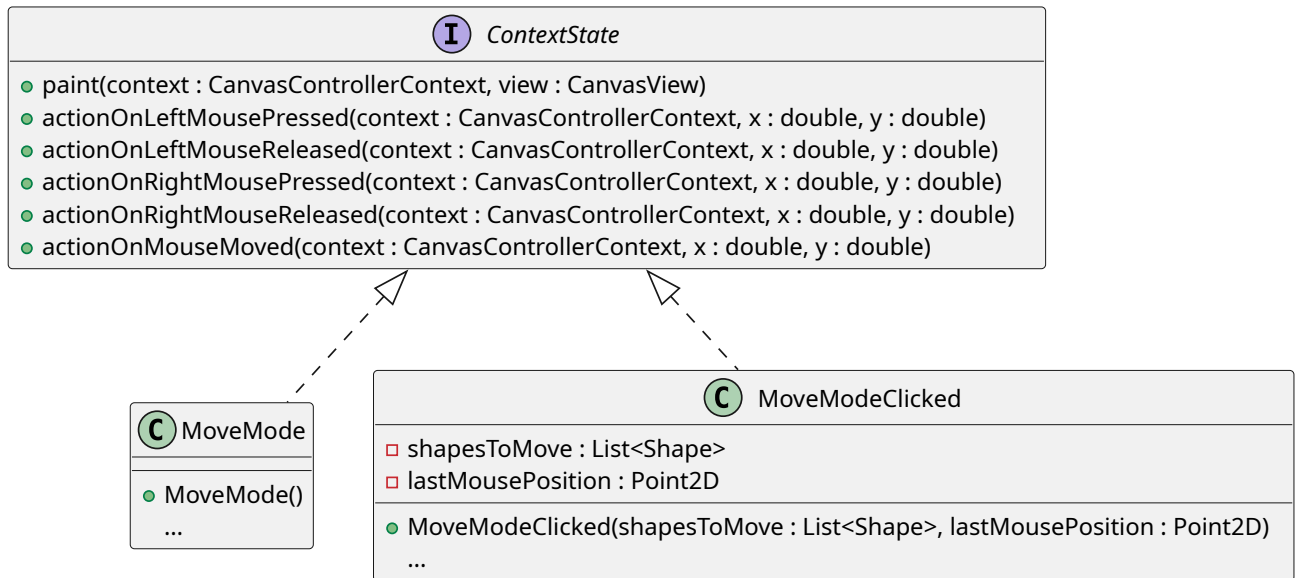 I ContextState
paint(context : CanvasControllerContext, view : CanvasView)
actionOnLeftMousePressed(context : CanvasControllerContext, x : double, y : double)
actionOnLeftMouseReleased(context : CanvasControllerContext, x : double, y : double)
actionOnRightMousePressed(context : CanvasControllerContext, x : double, y : double)
actionOnRightMouseReleased(context : CanvasControllerContext, x : double, y : double)
actionOnMouseMoved(context : CanvasControllerContext, x : double, y : double)
C MoveMode
MoveMode()
...
C MoveModeClicked
shapesToMove : List<Shape>
lastMousePosition : Point2D
MoveModeClicked(shapesToMove : List<Shape>, lastMousePosition : Point2D)
...